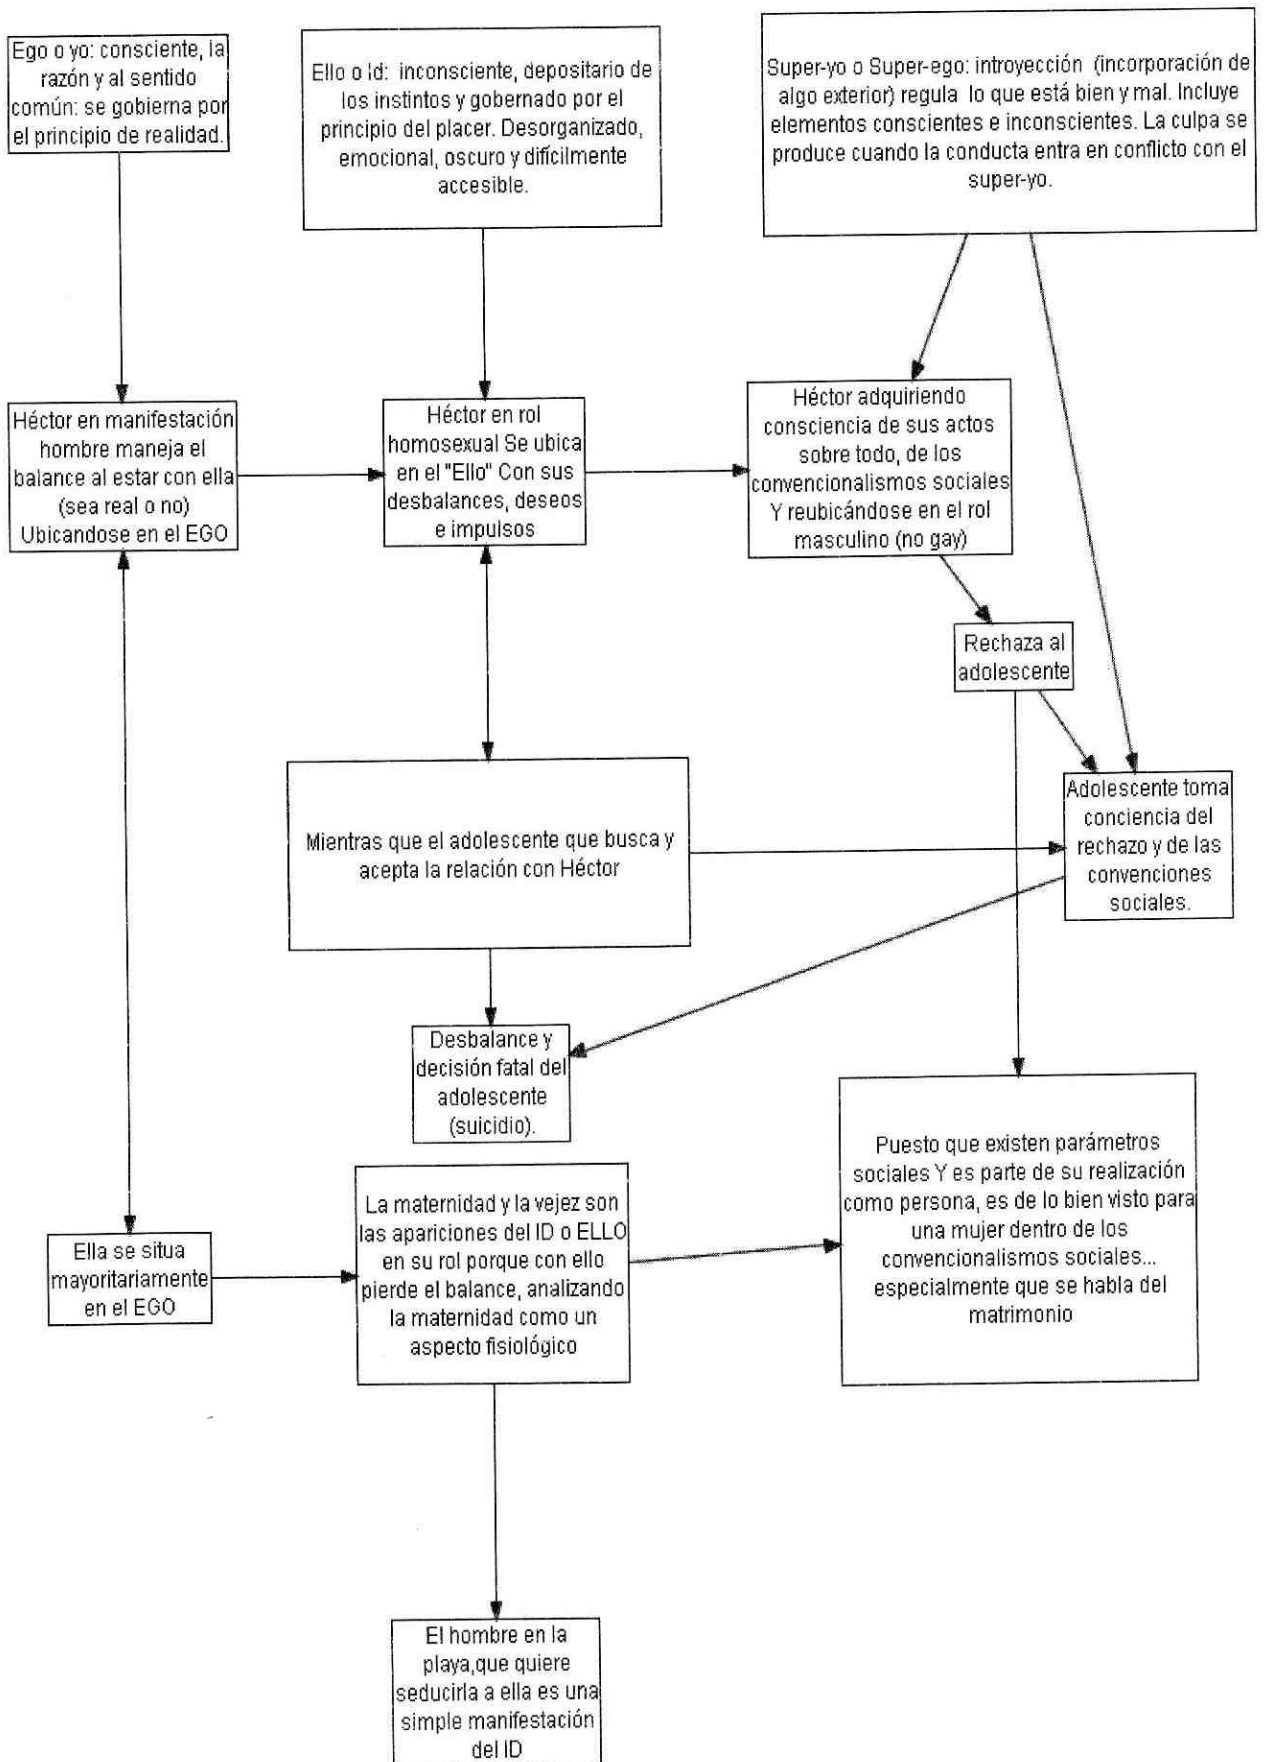 Ego o yo: consciente, la
razón y al sentido
común: se gobierna por
el principio de realidad.
Ello o Id: inconsciente, depositario de
los instintos y gobernado por el
principio del placer. Desorganizado,
emocional, oscuro y difícilmente
accesible.
Super-yo o Super-ego: introyección (incorporación de
algo exterior) regula lo que está bien y mal. Incluye
elementos conscientes e inconscientes. La culpa se
produce cuando la conducta entra en conflicto con el
super-yo.
Héctor en manifestación
hombre maneja el
balance al estar con ella
(sea real o no)
Ubicandose en el EGO
Héctor en rol
homosexual Se ubica
en el "Ello" Con sus
desbalances, deseos
e impulsos
Héctor adquiriendo
consciencia de sus actos
sobre todo, de los
convencionalismos sociales
Y reubicándose en el rol
masculino (no gay)
Rechaza al
adolescente
Mientras que el adolescente que busca y
acepta la relación con Héctor
Adolescente toma
conciencia del
rechazo y de las
convenciones
sociales.
Desbalance y
decisión fatal del
adolescente
(suicidio).
Ella se situa
mayoritariamente
en el EGO
La maternidad y la vejez son
las apariciones del ID o ELLO
en su rol porque con ello
pierde el balance, analizando
la maternidad como un
aspecto fisiológico
Puesto que existen parámetros
sociales Y es parte de su realización
como persona, es de lo bien visto para
una mujer dentro de los
convencionalismos sociales...
especialmente que se habla del
matrimonio
El hombre en la
playa,que quiere
seducirla a ella es una
simple manifestación
del ID